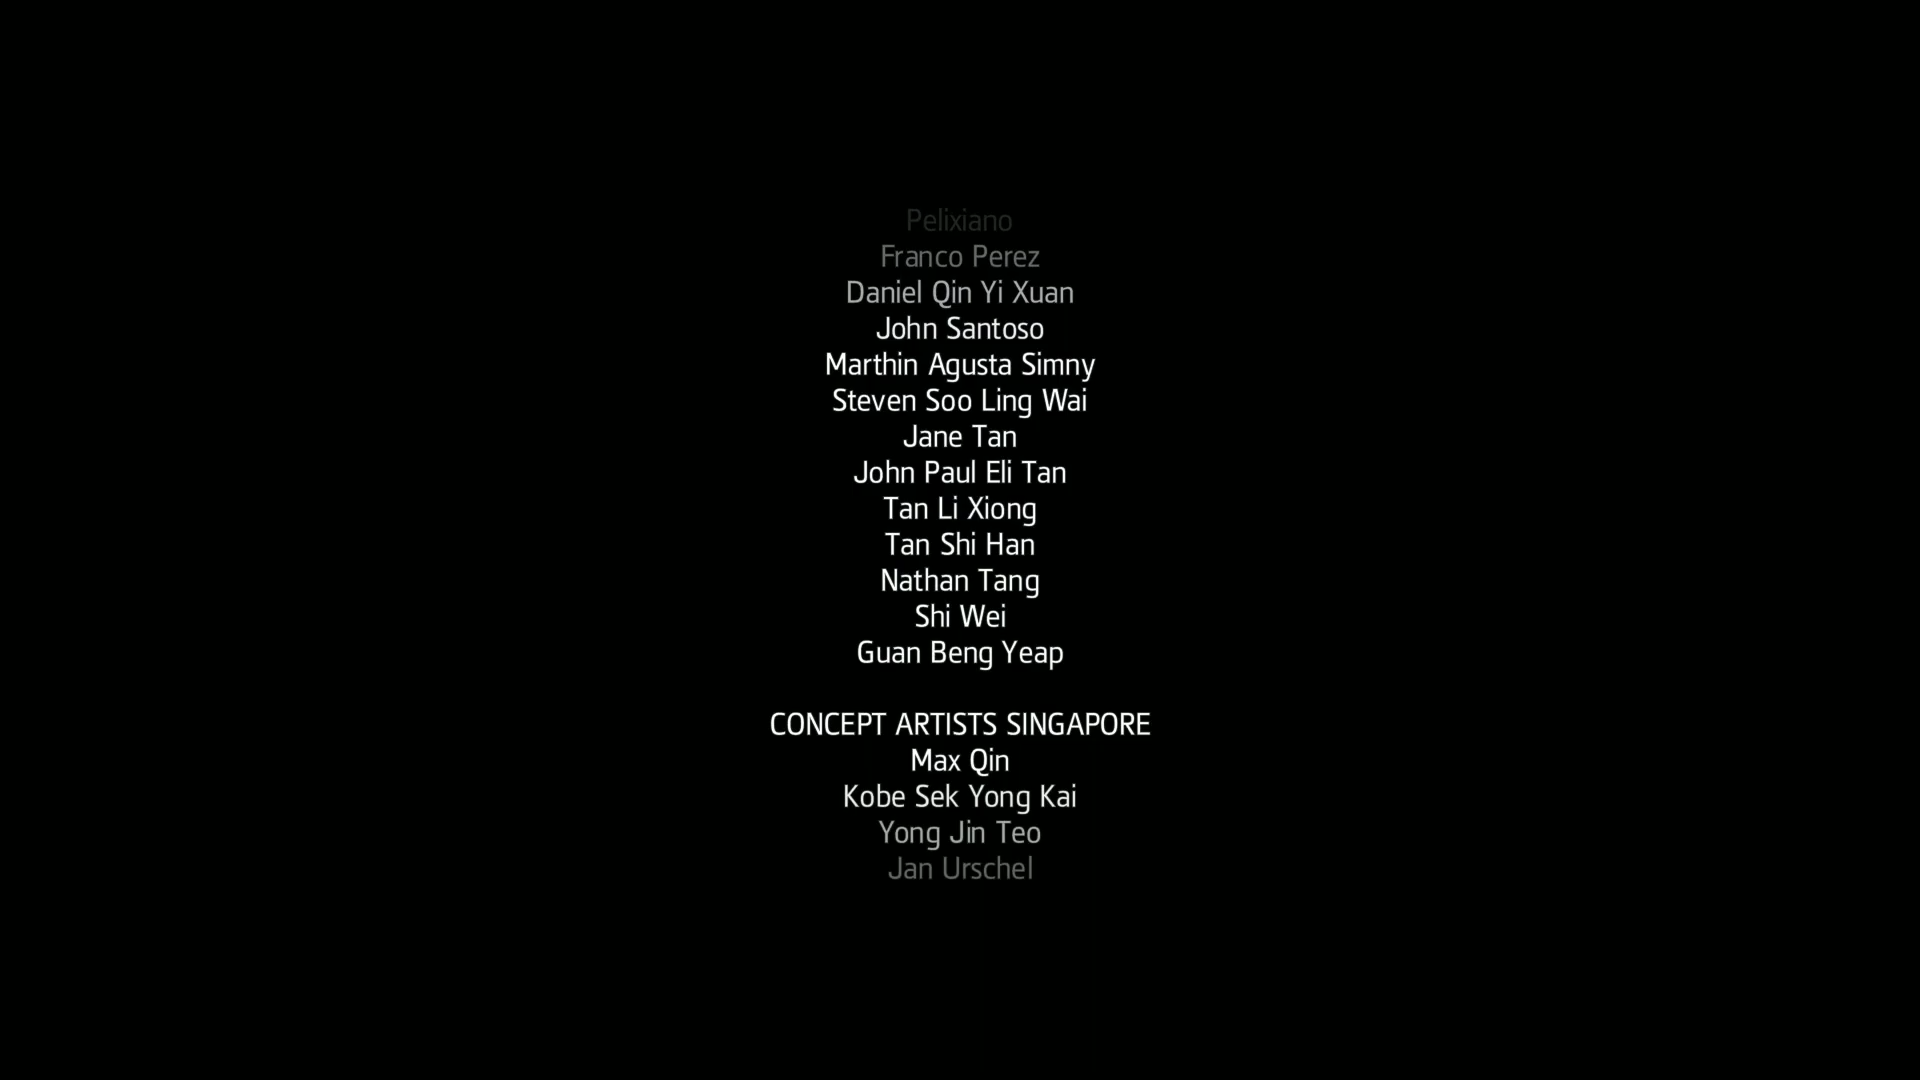 Pelixiano
Franco Perez
Daniel Qin Yi Xuan
John Santoso
Marthin Agusta Simny
Steven Soo Ling Wai
Jane Tan
John Paul Eli Tan
Tan Li Xiong
Tan Shi Han
Nathan Tang
Shi Wei
Guan Beng Yeap
CONCEPT ARTISTS SINGAPORE
Max Qin
Kobe Sek Yong Kai
Yong Jin Teo
Jan Urschel